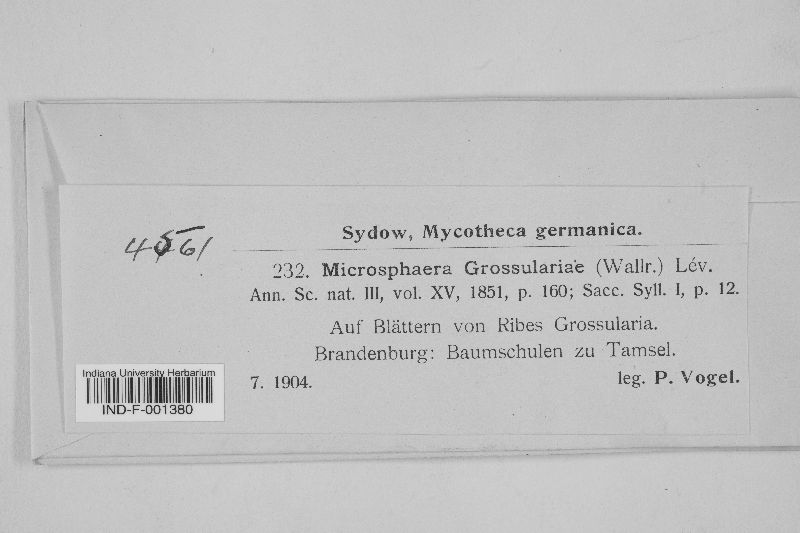 Sydow, Mycotheca germanica.
4561
232. Microsphaera Grossulariae (Wallr.) Lév.
Ann. Sc. nat. III, vol. XV, 1851, p. 160; Sacc. Syll. I, p. 12.
Auf Blättern von Ribes Grossularia.
Brandenburg: Baumschulen zu Tamsel.
7. 1904. leg. P. Vogel.
Indiana University Herbarium
IND-F-001380